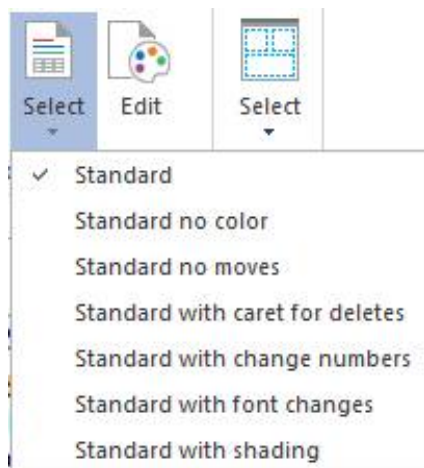 Select Edit Select
Standard
Standard no color
Standard no moves
Standard with caret for deletes
Standard with change numbers
Standard with font changes
Standard with shading